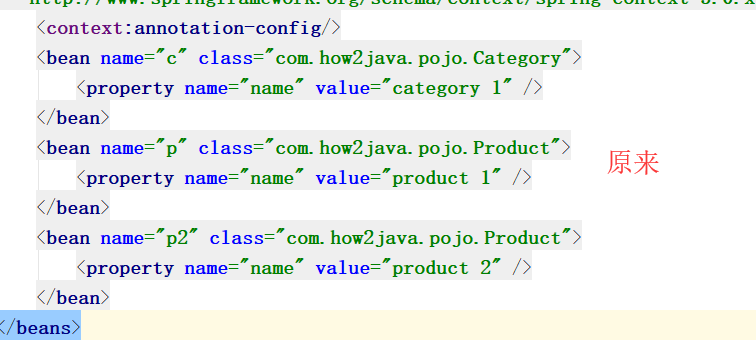 http://www.springframework.org/schema/context/spring-context-3.0.x
<context:annotation-config/>
<bean name="c" class="com.how2java.pojo.Category">
<property name="name" value="category 1" />
</bean>
<bean name="p" class="com.how2java.pojo.Product">
<property name="name" value="product 1" />
</bean>
原来
<bean name="p2" class="com.how2java.pojo.Product">
<property name="name" value="product 2" />
</bean>
</beans>